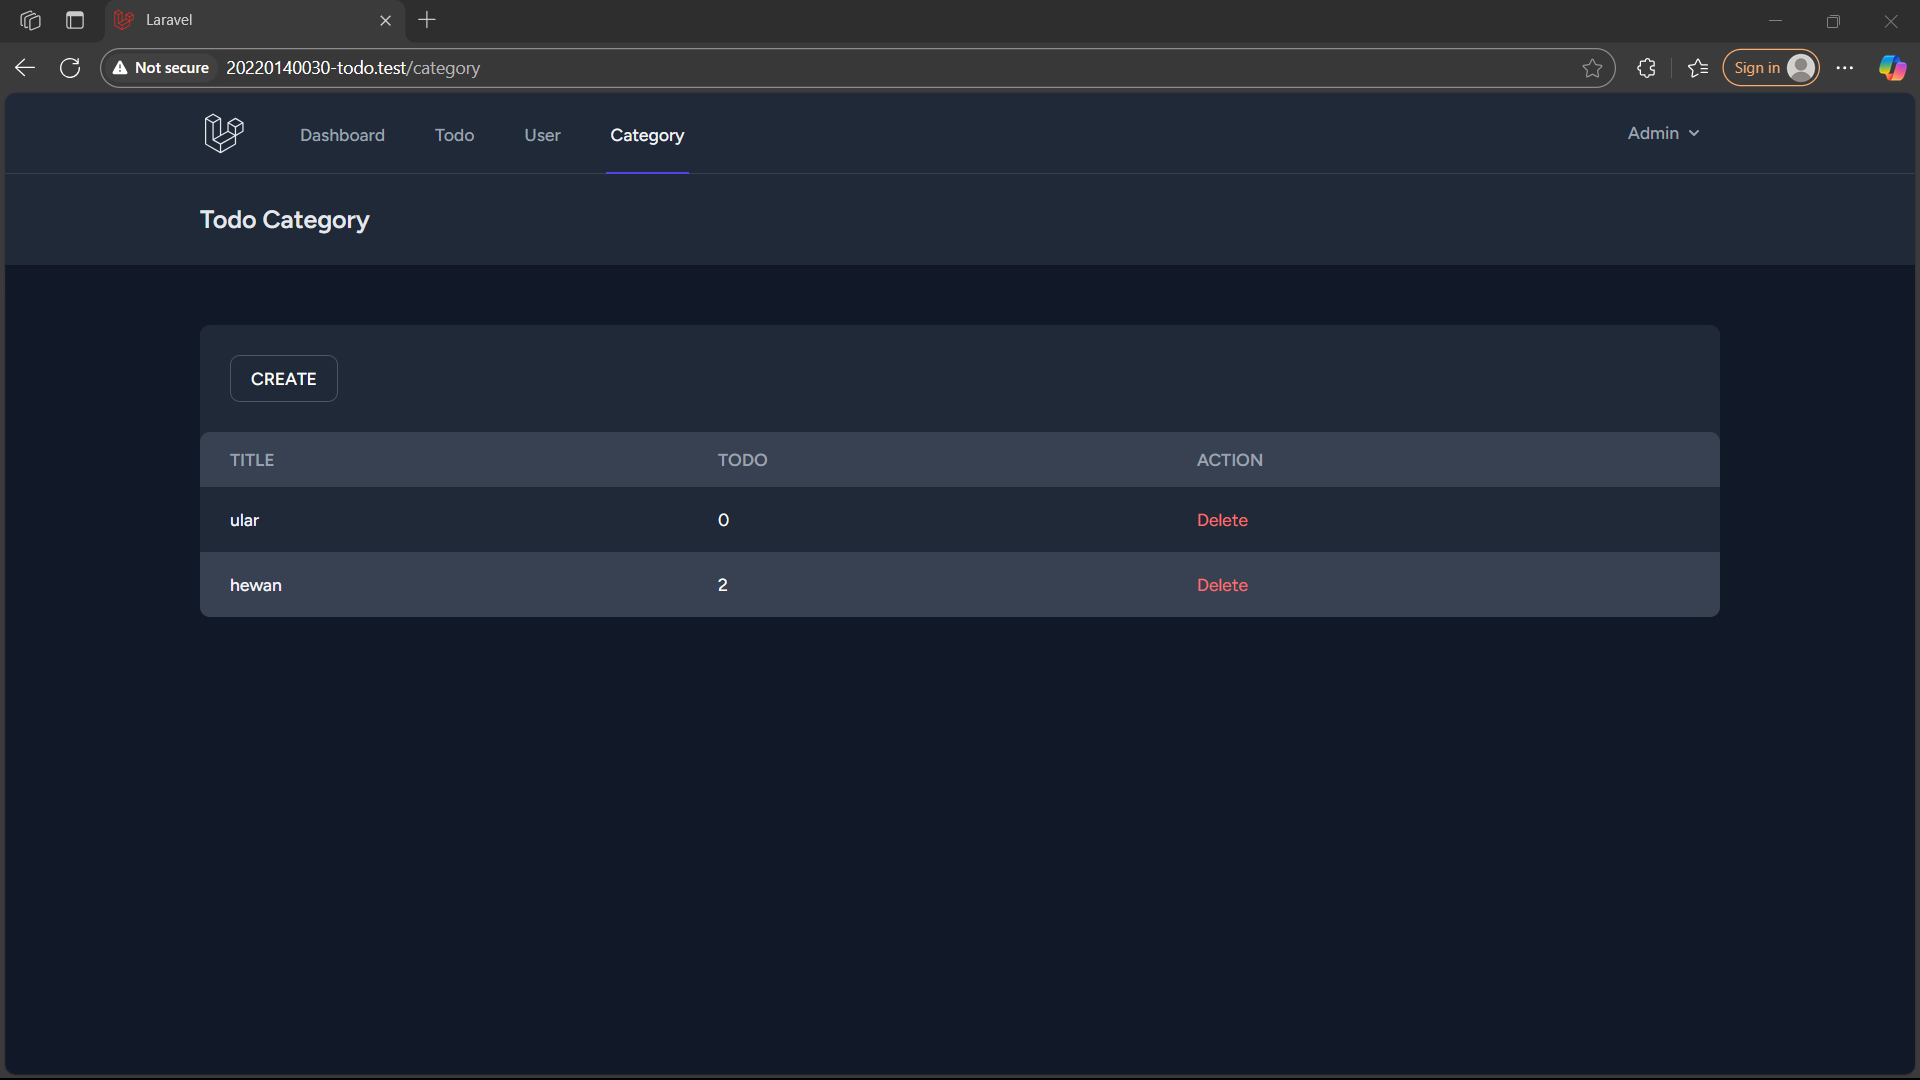 Laravel
Not secure 20220140030-todo.test/category Sign in
Dashboard Todo User Category Admin
Todo Category
CREATE
TITLE TODO ACTION
ular 0 Delete
hewan 2 Delete